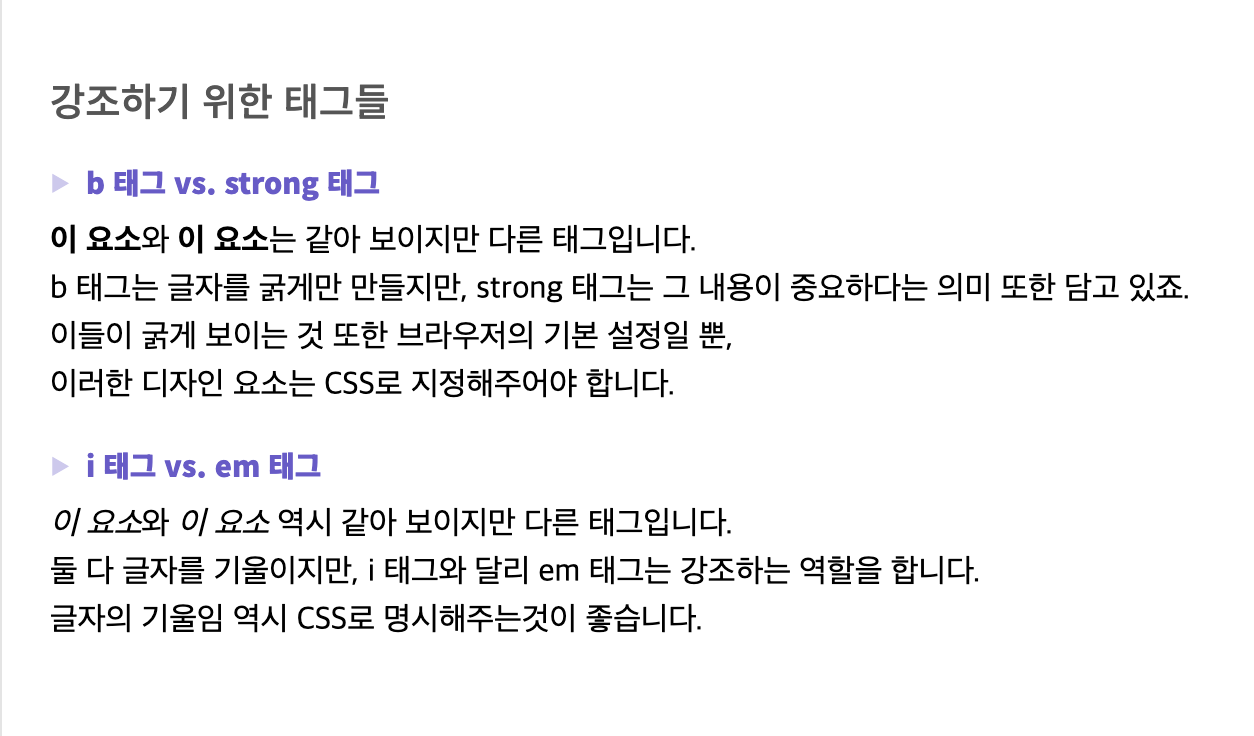 강조하기 위한 태그들
▶ b 태그 vs. strong 태그
이 요소와 이 요소는 같아 보이지만 다른 태그입니다.
b 태그는 글자를 굵게만 만들지만, strong 태그는 그 내용이 중요하다는 의미 또한 담고 있죠.
이들이 굵게 보이는 것 또한 브라우저의 기본 설정일 뿐,
이러한 디자인 요소는 CSS로 지정해주어야 합니다.
▶ i 태그 vs. em 태그
이 요소와 이 요소 역시 같아 보이지만 다른 태그입니다.
둘 다 글자를 기울이지만, i 태그와 달리 em 태그는 강조하는 역할을 합니다.
글자의 기울임 역시 CSS로 명시해주는것이 좋습니다.